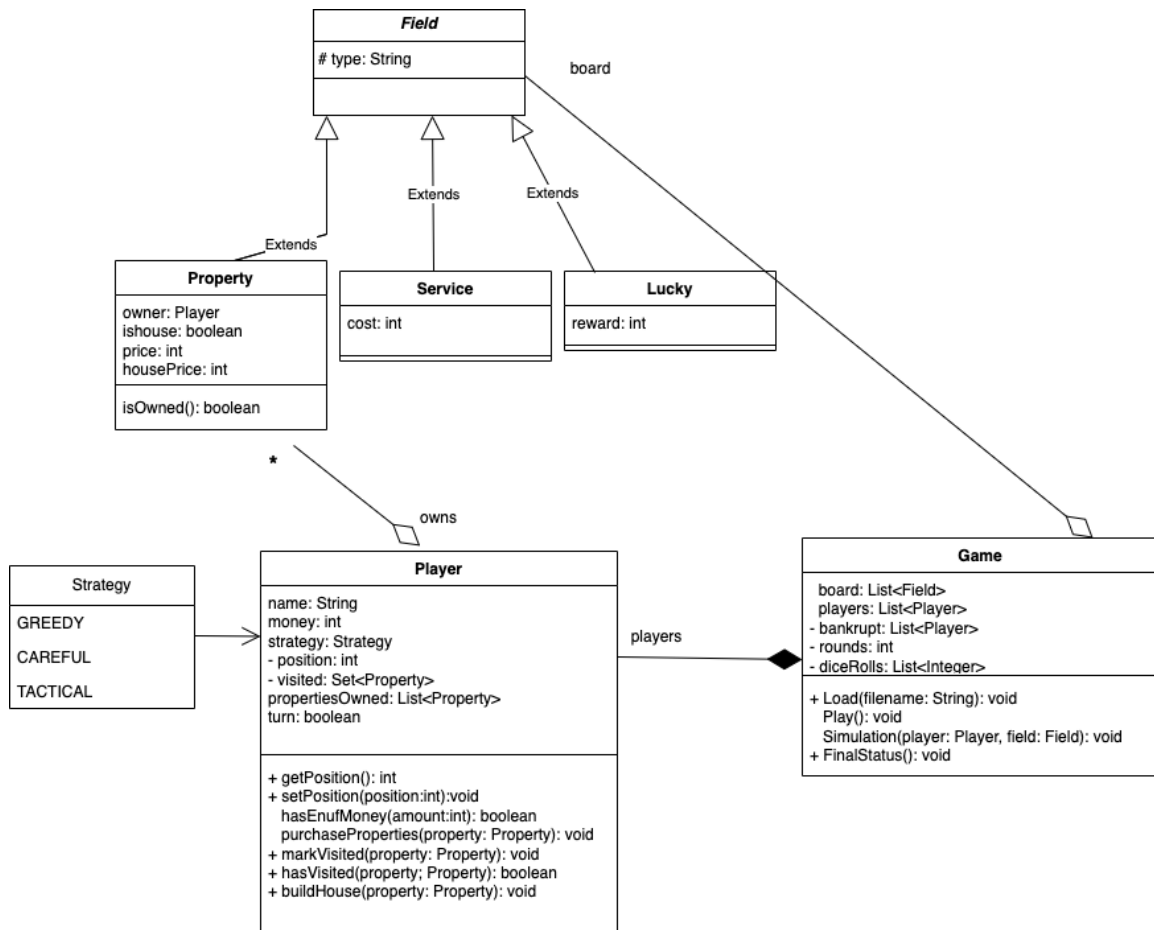 Field
# type: String
board
Extends
Extends
Extends
Property
owner: Player
ishouse: boolean
price: int
housePrice: int
isOwned(): boolean
Service
cost: int
Lucky
reward: int
*
owns
Strategy
GREEDY
CAREFUL
TACTICAL
Player
name: String
money: int
strategy: Strategy
- position: int
- visited: Set<Property>
propertiesOwned: List<Property>
turn: boolean
+ getPosition(): int
+ setPosition(position:int):void
hasEnufMoney(amount:int): boolean
purchaseProperties(property: Property): void
+ markVisited(property: Property): void
+ hasVisited(property; Property): boolean
+ buildHouse(property: Property): void
players
Game
board: List<Field>
players: List<Player>
- bankrupt: List<Player>
- rounds: int
- diceRolls: List<Integer>
+ Load(filename: String): void
Play(): void
Simulation(player: Player, field: Field): void
+ FinalStatus(): void